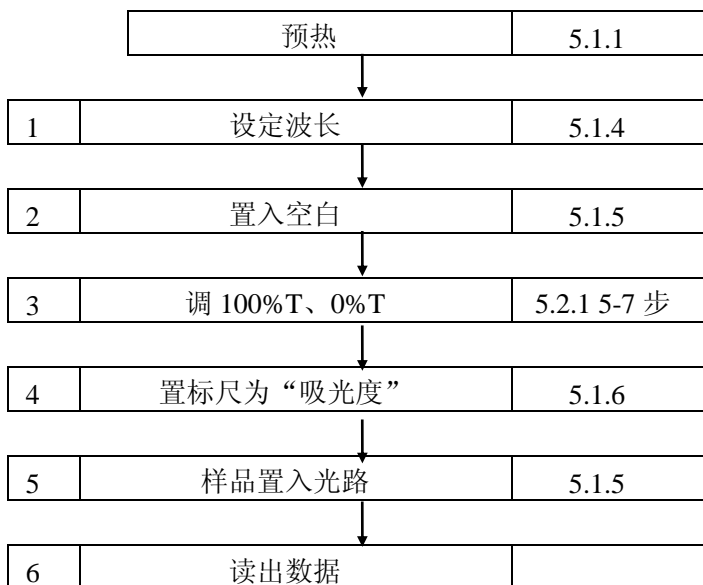 预热 5.1.1
1 设定波长 5.1.4
2 置入空白 5.1.5
3 调 100%T、0%T 5.2.1 5-7 步
4 置标尺为“吸光度” 5.1.6
5 样品置入光路 5.1.5
6 读出数据